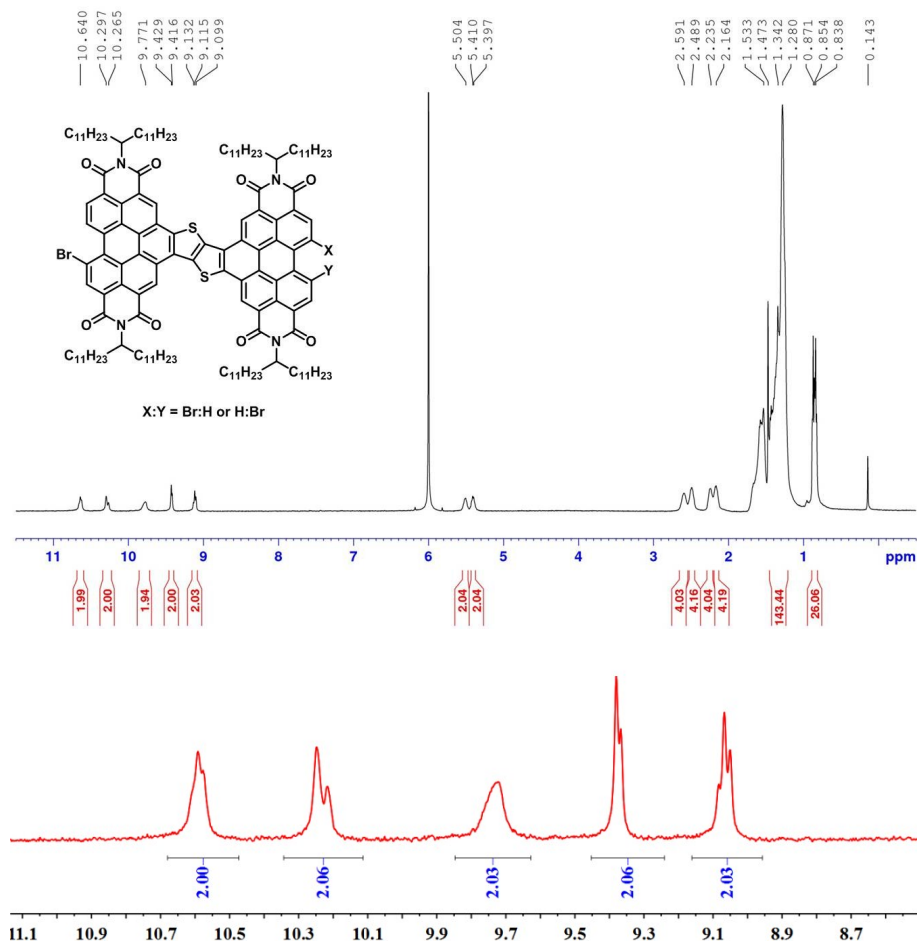 10.640 10.297 10.265 9.771 9.429 9.416 9.132 9.115 9.099 5.504 5.410 5.397 2.591 2.489 2.235 2.164 1.533 1.473 1.342 1.280 0.871 0.854 0.838 0.143
C11H23 C11H23 C11H23 C11H23
O N O O N O
S X
Br S Y
O N O O N O
C11H23 C11H23 C11H23 C11H23
X:Y = Br:H or H:Br
11 10 9 8 7 6 5 4 3 2 1 ppm
1.99 2.00 1.94 2.00 2.03 2.04 2.04 4.03 4.16 4.04 4.19 143.44 26.06
2.00 2.06 2.03 2.06 2.03
11.1 10.9 10.7 10.5 10.3 10.1 9.9 9.7 9.5 9.3 9.1 8.9 8.7